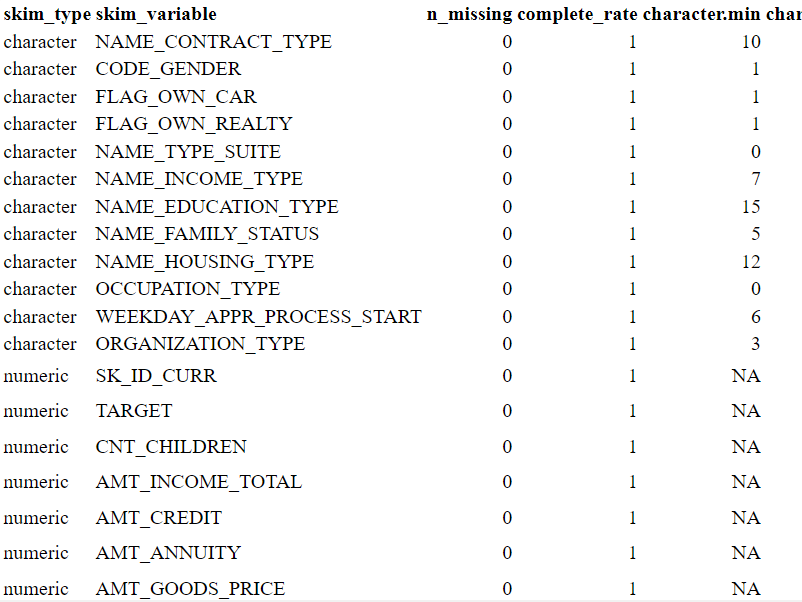 skim_type skim_variable n_missing complete_rate character.min char
character NAME_CONTRACT_TYPE 0 1 10
character CODE_GENDER 0 1 1
character FLAG_OWN_CAR 0 1 1
character FLAG_OWN_REALTY 0 1 1
character NAME_TYPE_SUITE 0 1 0
character NAME_INCOME_TYPE 0 1 7
character NAME_EDUCATION_TYPE 0 1 15
character NAME_FAMILY_STATUS 0 1 5
character NAME_HOUSING_TYPE 0 1 12
character OCCUPATION_TYPE 0 1 0
character WEEKDAY_APPR_PROCESS_START 0 1 6
character ORGANIZATION_TYPE 0 1 3
numeric SK_ID_CURR 0 1 NA
numeric TARGET 0 1 NA
numeric CNT_CHILDREN 0 1 NA
numeric AMT_INCOME_TOTAL 0 1 NA
numeric AMT_CREDIT 0 1 NA
numeric AMT_ANNUITY 0 1 NA
numeric AMT_GOODS_PRICE 0 1 NA